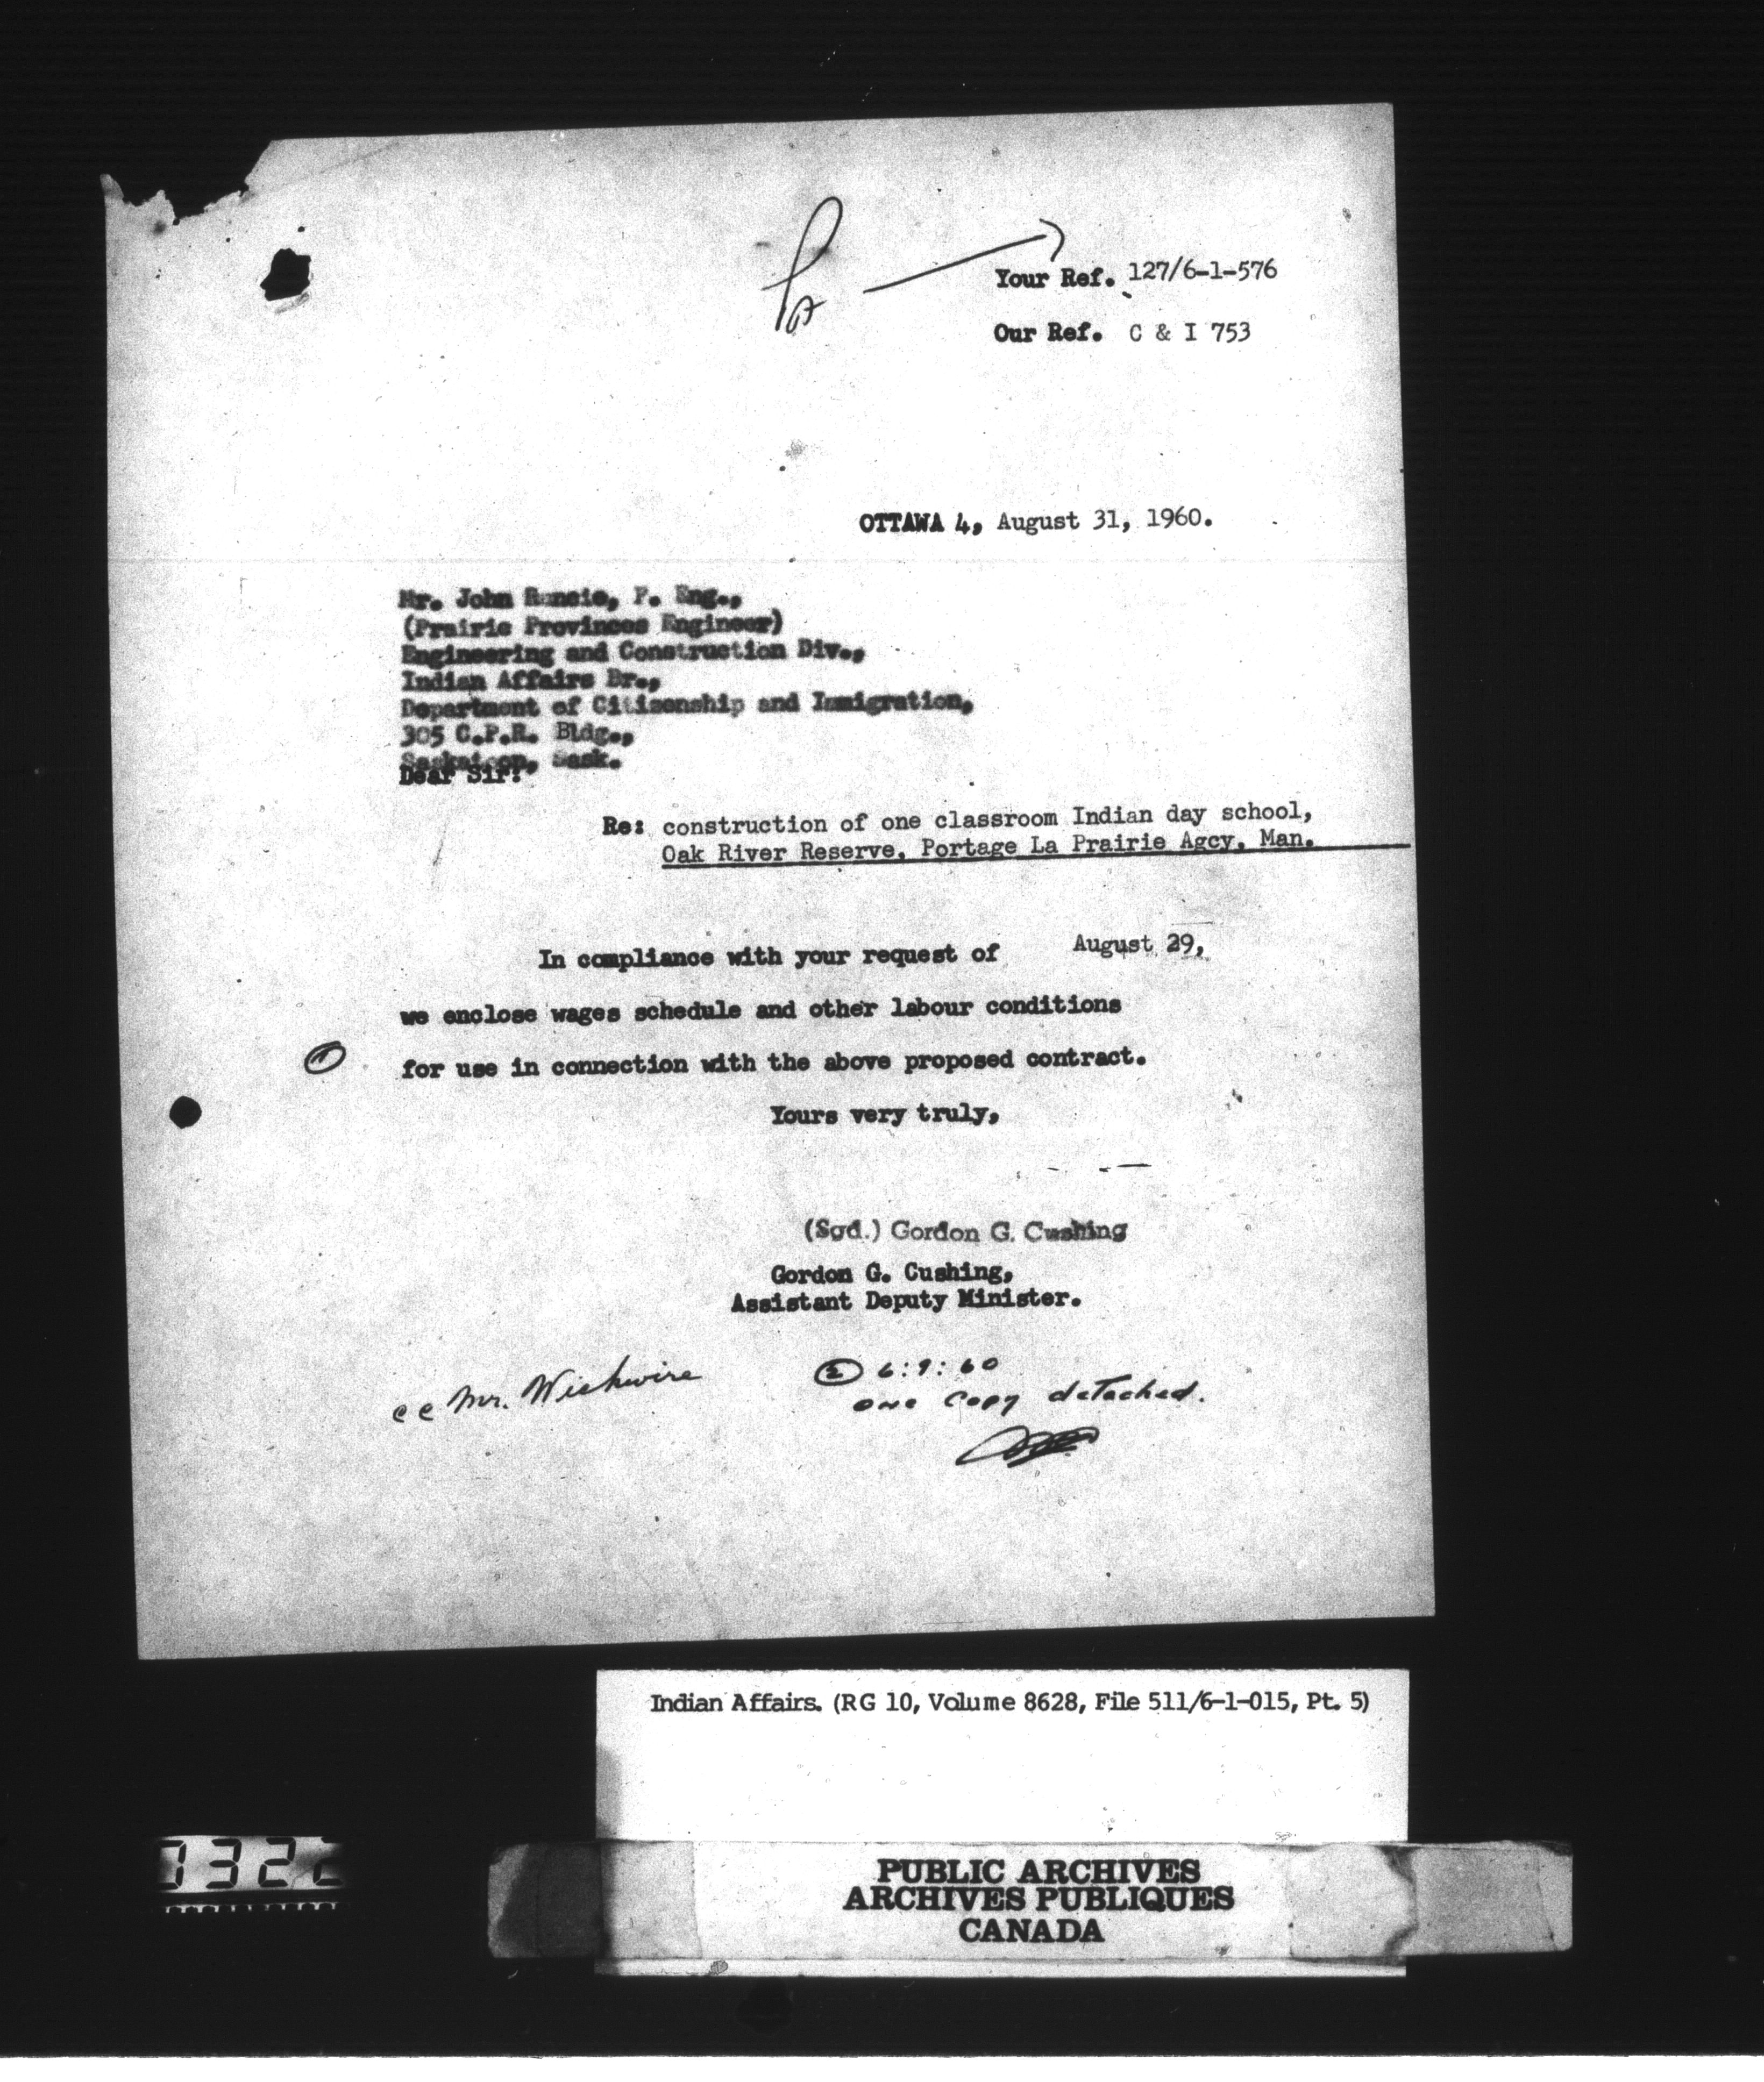 Your Ref. 127/6-1-576
Our Ref. C & I 753
OTTAWA 4, August 31, 1960.
Mr. John Runcie, P. Eng.,
(Prairie Provinces Engineer)
Engineering and Construction Div.,
Indian Affairs Br.,
Department of Citizenship and Immigration,
305 C.P.R. Bldg.,
Saskatoon, Sask.
Dear Sir:
Re: construction of one classroom Indian day school,
Oak River Reserve, Portage La Prairie Agcy. Man.
In compliance with your request of August 29,
we enclose wages schedule and other labour conditions
1
for use in connection with the above proposed contract.
Yours very truly,
(Sgd.) Gordon G. Cushing
Gordon G. Cushing,
Assistant Deputy Minister.
cc Mr. Wickwire
2 6:9:60
one copy detached.
Indian Affairs. (RG 10, Volume 8628, File 511/6-1-015, Pt. 5)
PUBLIC ARCHIVES
ARCHIVES PUBLIQUES
CANADA